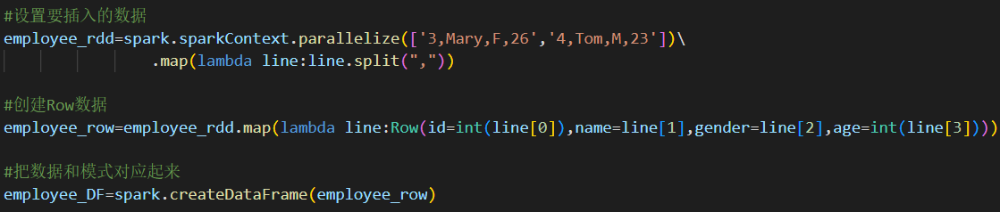 #设置要插入的数据
employee_rdd=spark.sparkContext.parallelize(['3,Mary,F,26','4,Tom,M,23'])\
.map(lambda line:line.split(","))
#创建Row数据
employee_row=employee_rdd.map(lambda line:Row(id=int(line[0]),name=line[1],gender=line[2],age=int(line[3])))
#把数据和模式对应起来
employee_DF=spark.createDataFrame(employee_row)